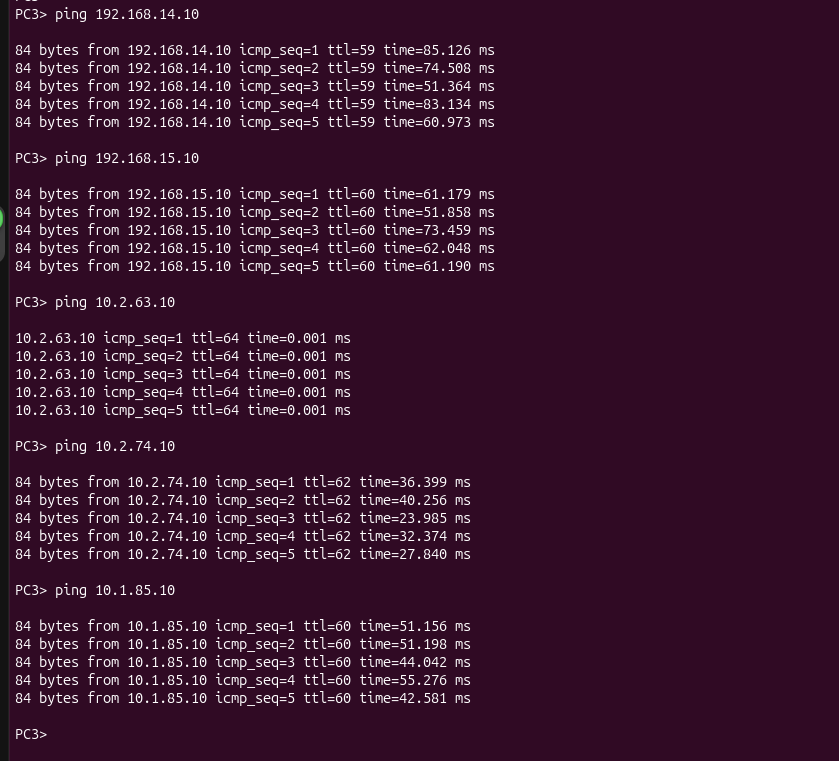 PC3> ping 192.168.14.10
84 bytes from 192.168.14.10 icmp_seq=1 ttl=59 time=85.126 ms
84 bytes from 192.168.14.10 icmp_seq=2 ttl=59 time=74.508 ms
84 bytes from 192.168.14.10 icmp_seq=3 ttl=59 time=51.364 ms
84 bytes from 192.168.14.10 icmp_seq=4 ttl=59 time=83.134 ms
84 bytes from 192.168.14.10 icmp_seq=5 ttl=59 time=60.973 ms
PC3> ping 192.168.15.10
84 bytes from 192.168.15.10 icmp_seq=1 ttl=60 time=61.179 ms
84 bytes from 192.168.15.10 icmp_seq=2 ttl=60 time=51.858 ms
84 bytes from 192.168.15.10 icmp_seq=3 ttl=60 time=73.459 ms
84 bytes from 192.168.15.10 icmp_seq=4 ttl=60 time=62.048 ms
84 bytes from 192.168.15.10 icmp_seq=5 ttl=60 time=61.190 ms
PC3> ping 10.2.63.10
10.2.63.10 icmp_seq=1 ttl=64 time=0.001 ms
10.2.63.10 icmp_seq=2 ttl=64 time=0.001 ms
10.2.63.10 icmp_seq=3 ttl=64 time=0.001 ms
10.2.63.10 icmp_seq=4 ttl=64 time=0.001 ms
10.2.63.10 icmp_seq=5 ttl=64 time=0.001 ms
PC3> ping 10.2.74.10
84 bytes from 10.2.74.10 icmp_seq=1 ttl=62 time=36.399 ms
84 bytes from 10.2.74.10 icmp_seq=2 ttl=62 time=40.256 ms
84 bytes from 10.2.74.10 icmp_seq=3 ttl=62 time=23.985 ms
84 bytes from 10.2.74.10 icmp_seq=4 ttl=62 time=32.374 ms
84 bytes from 10.2.74.10 icmp_seq=5 ttl=62 time=27.840 ms
PC3> ping 10.1.85.10
84 bytes from 10.1.85.10 icmp_seq=1 ttl=60 time=51.156 ms
84 bytes from 10.1.85.10 icmp_seq=2 ttl=60 time=51.198 ms
84 bytes from 10.1.85.10 icmp_seq=3 ttl=60 time=44.042 ms
84 bytes from 10.1.85.10 icmp_seq=4 ttl=60 time=55.276 ms
84 bytes from 10.1.85.10 icmp_seq=5 ttl=60 time=42.581 ms
PC3>